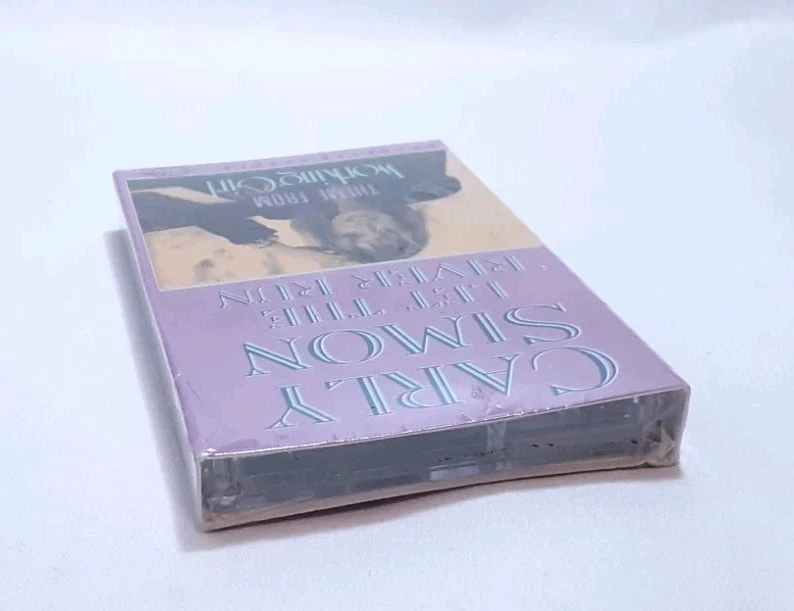 CARLY
SIMON
LET THE
RIVER RUN
THEME FROM
Working Girl